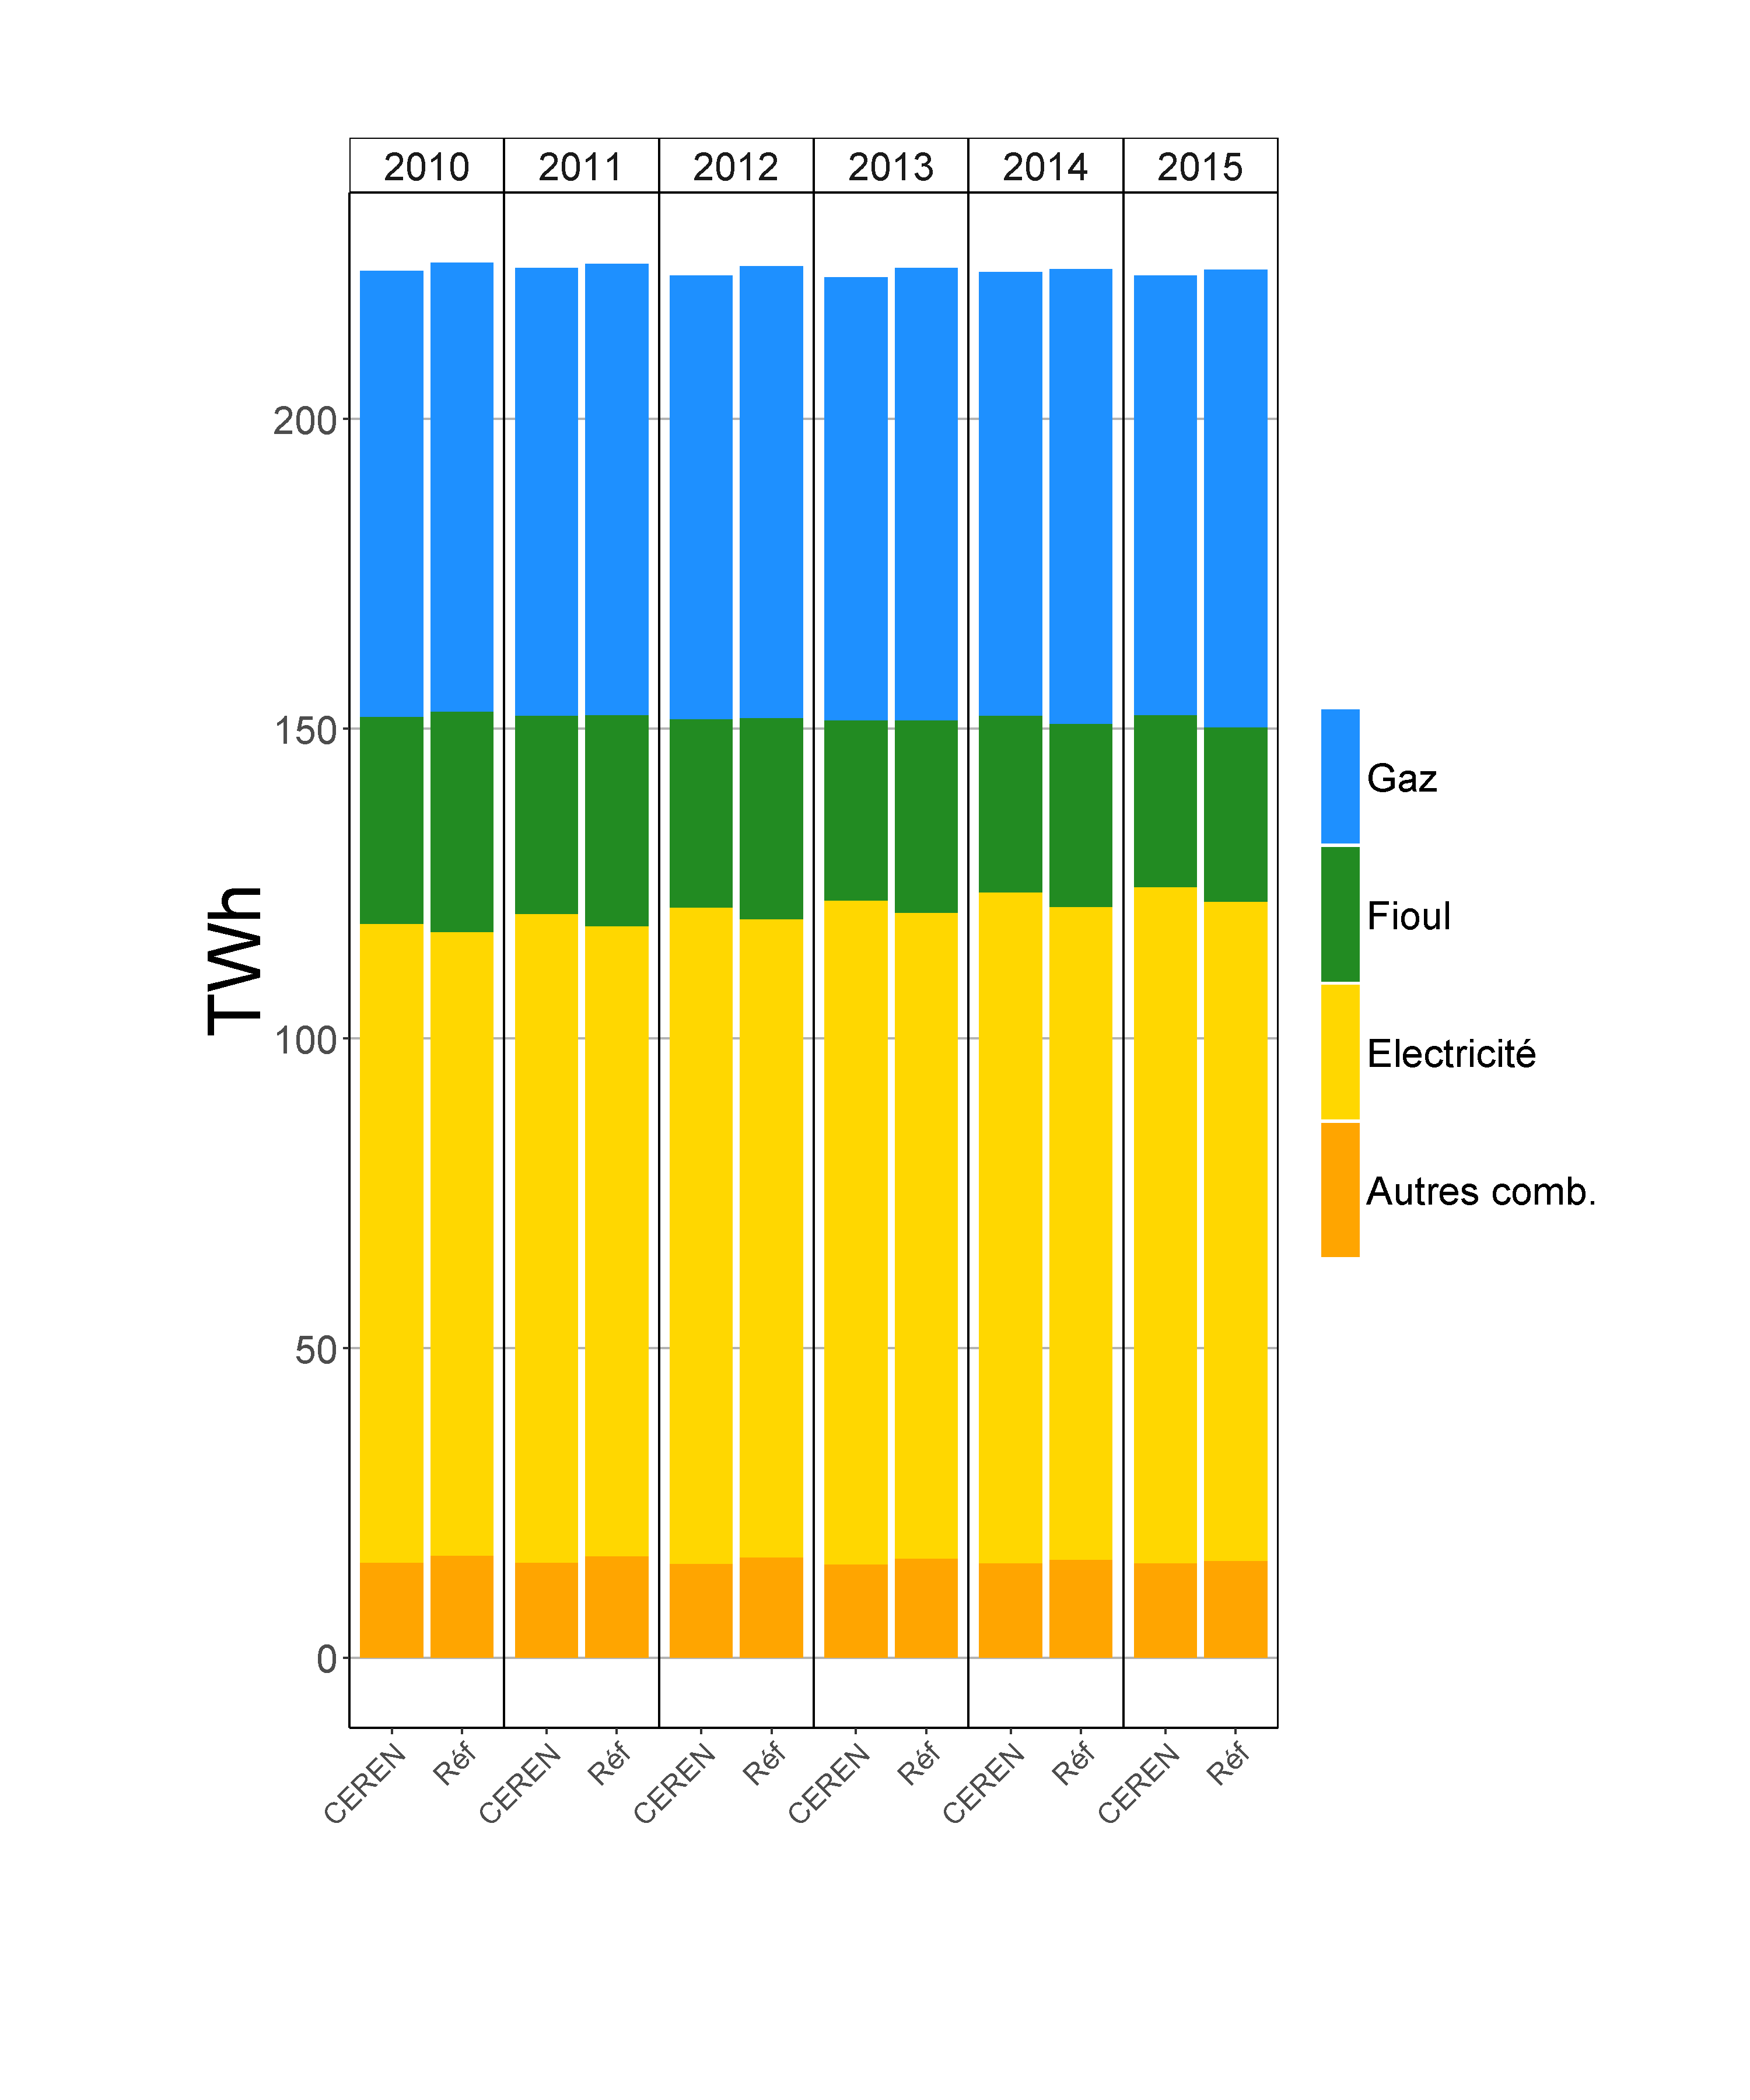 2010 2011 2012 2013 2014 2015
TWh
200
150
100
50
0
CEREN Réf CEREN Réf CEREN Réf CEREN Réf CEREN Réf CEREN Réf
Gaz
Fioul
Electricité
Autres comb.